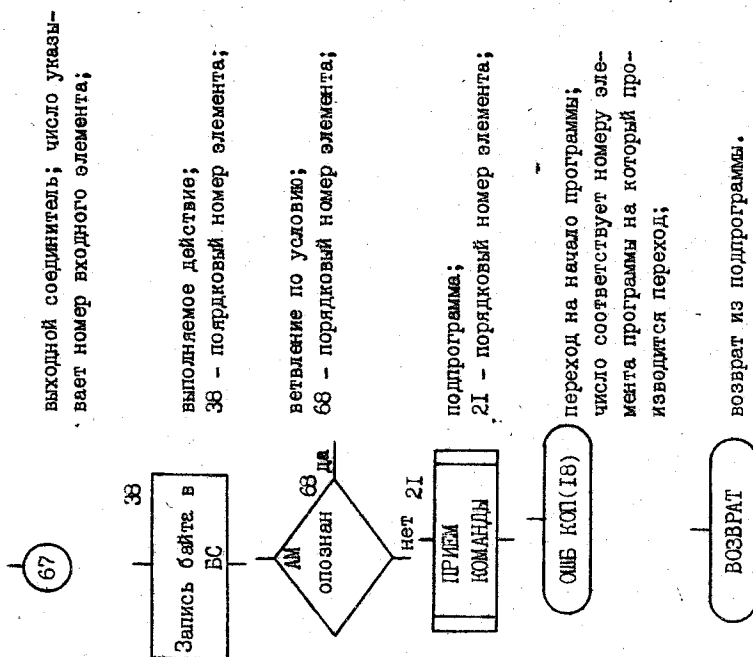 67
выходной соединитель; число указы-
вает номер входного элемента;
38
Запись байта в
БС
выполняемое действие;
38 - поярдковый номер элемента;
АМ
опознан
68
да
нет
ветвление по условию;
68 - порядковый номер элемента;
21
ПРИЕМ
КОМАНДЫ
подпрограмма;
21 - порядковый номер элемента;
ОШБ КОП(18)
переход на начало программы;
число соответствует номеру эле-
мента программы на который про-
изводится переход;
ВОЗВРАТ
возврат из подпрограммы.